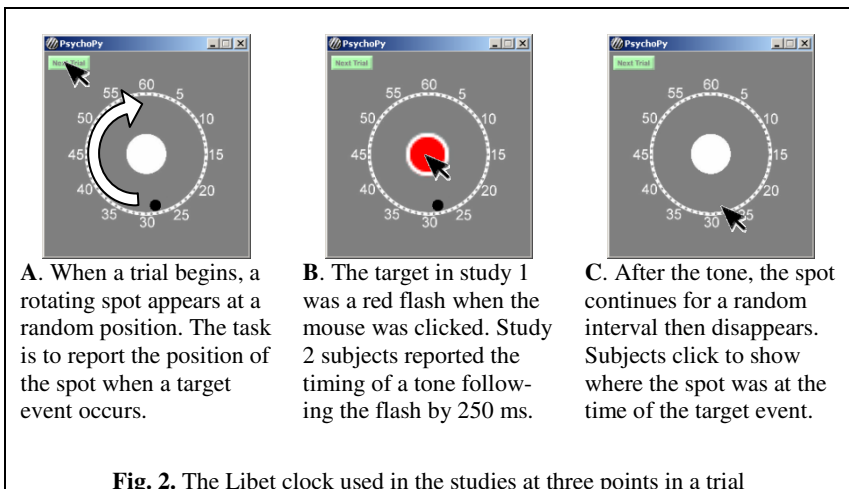 PsychoPy
Next Trial
60
5
10
15
20
25
30
40
45
50
55
PsychoPy
Next Trial
60
5
10
15
20
25
30
40
45
50
55
PsychoPy
Next Trial
60
5
10
15
20
25
30
40
45
50
55
A. When a trial begins, a
rotating spot appears at a
random position. The task
is to report the position of
the spot when a target
event occurs.
B. The target in study 1
was a red flash when the
mouse was clicked. Study
2 subjects reported the
timing of a tone follow-
ing the flash by 250 ms.
C. After the tone, the spot
continues for a random
interval then disappears.
Subjects click to show
where the spot was at the
time of the target event.
Fig. 2. The Libet clock used in the studies at three points in a trial